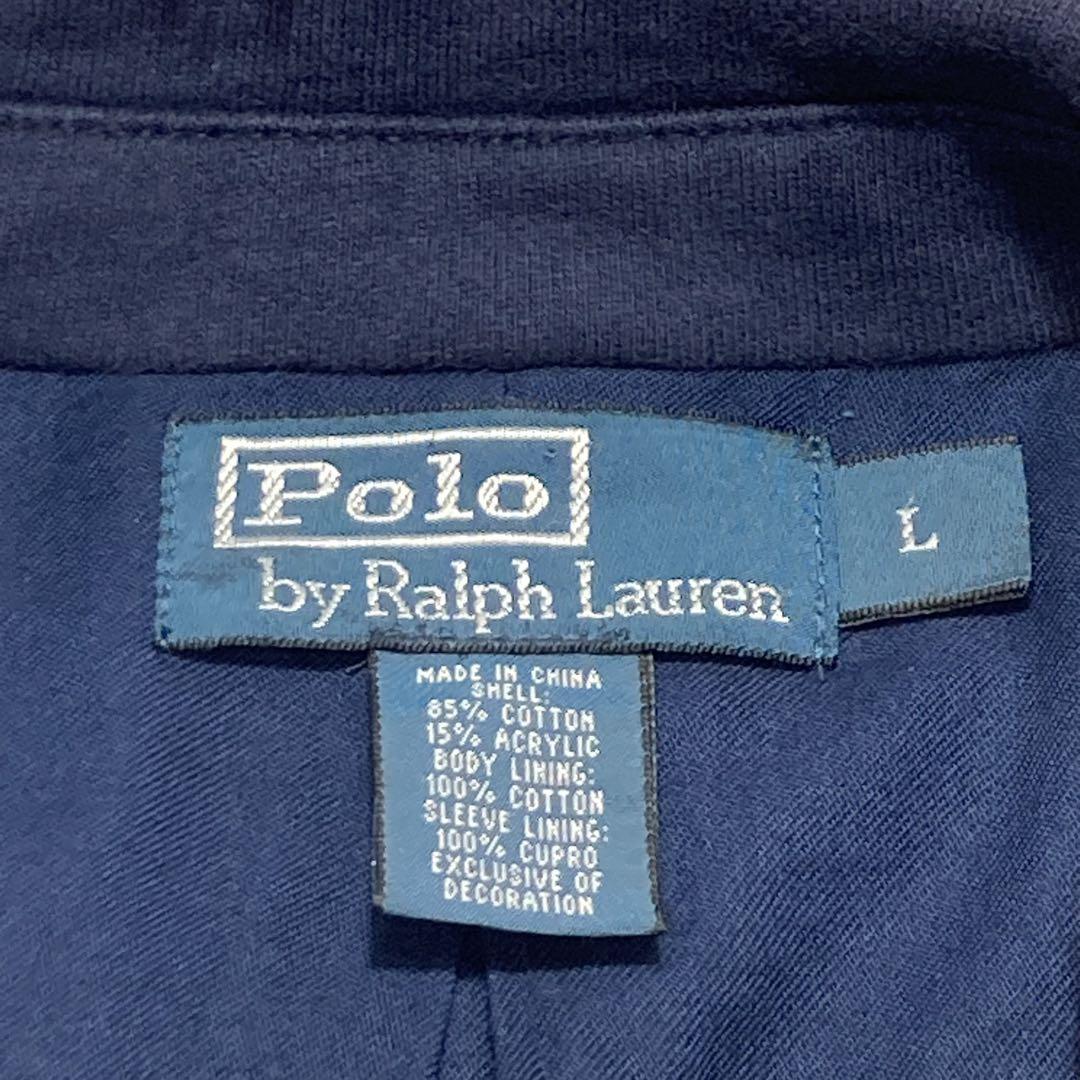 Polo
by Ralph Lauren
L
MADE IN CHINA
SHELL:
85% COTTON
15% ACRYLIC
BODY LINING:
100% COTTON
SLEEVE LINING:
100% CUPRO
EXCLUSIVE OF
DECORATION